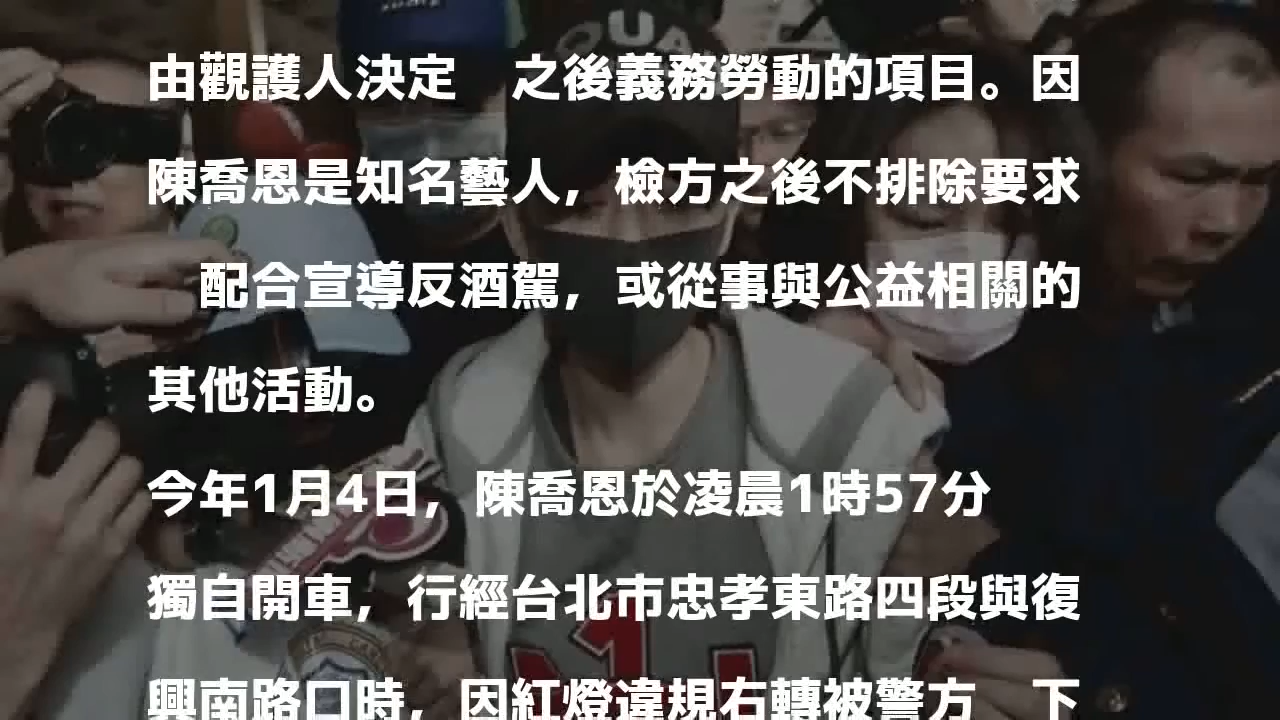 由觀護人決定　之後義務勞動的項目。因
陳喬恩是知名藝人，檢方之後不排除要求
　配合宣導反酒駕，或從事與公益相關的
其他活動。
今年1月4日，陳喬恩於凌晨1時57分
獨自開車，行經台北市忠孝東路四段與復
興南路口時，因紅燈違規右轉被警方　下